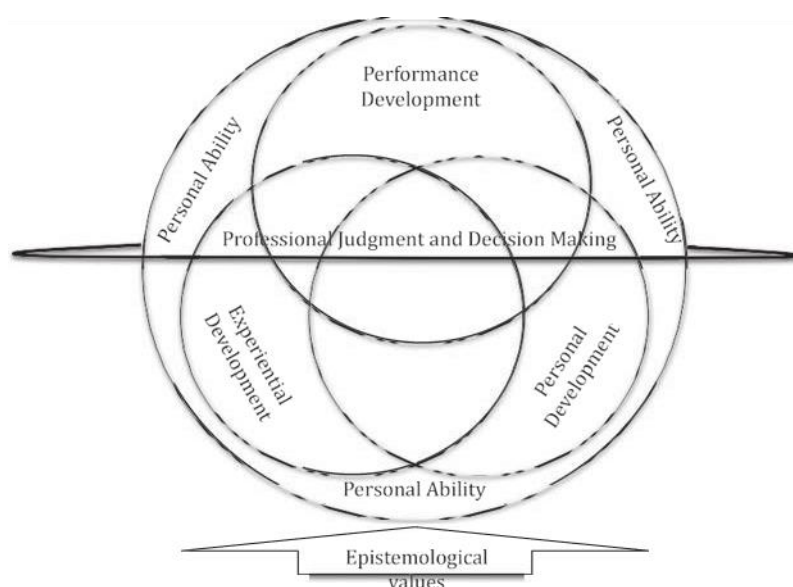 Performance
Development
Personal Ability
Personal Ability
Professional Judgment and Decision Making
Experiential
Development
Personal
Development
Personal Ability
Epistemological
values